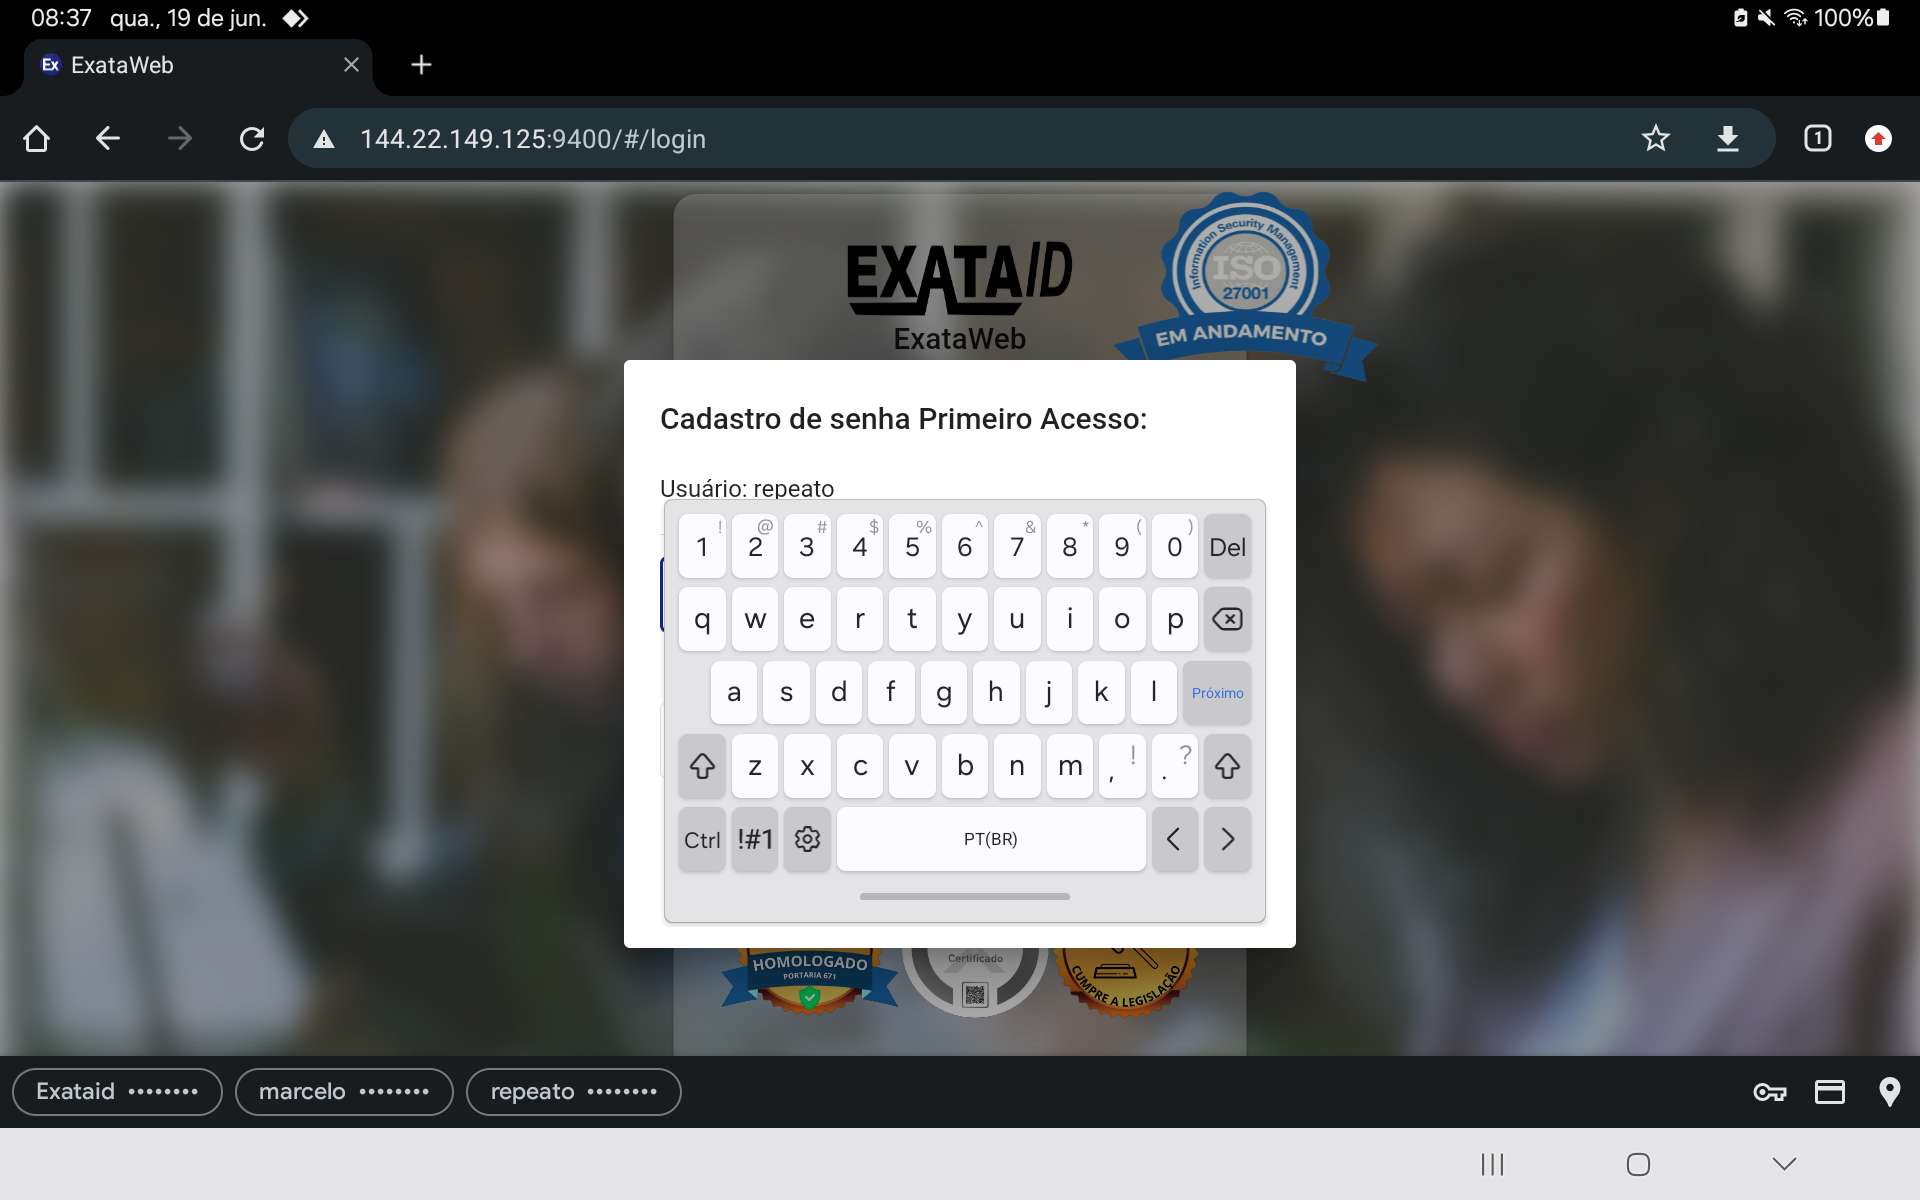 08:37 qua., 19 de jun. 100%
Ex ExataWeb
144.22.149.125:9400/#/login
1
EXATAID
ExataWeb
Information Security Management
ISO
27001
EM ANDAMENTO
Cadastro de senha Primeiro Acesso:
Usuário: repeato
! @ # $ % ^ & * ( )
1 2 3 4 5 6 7 8 9 0 Del
q w e r t y u i o p
a s d f g h j k l Próximo
z x c v b n m , ! . ?
Ctrl !#1 PT(BR) < >
HOMOLOGADO
PORTARIA 671
Certificado
CUMPRE A LEGISLAÇÃO
Exataid ••••••••
marcelo ••••••••
repeato ••••••••